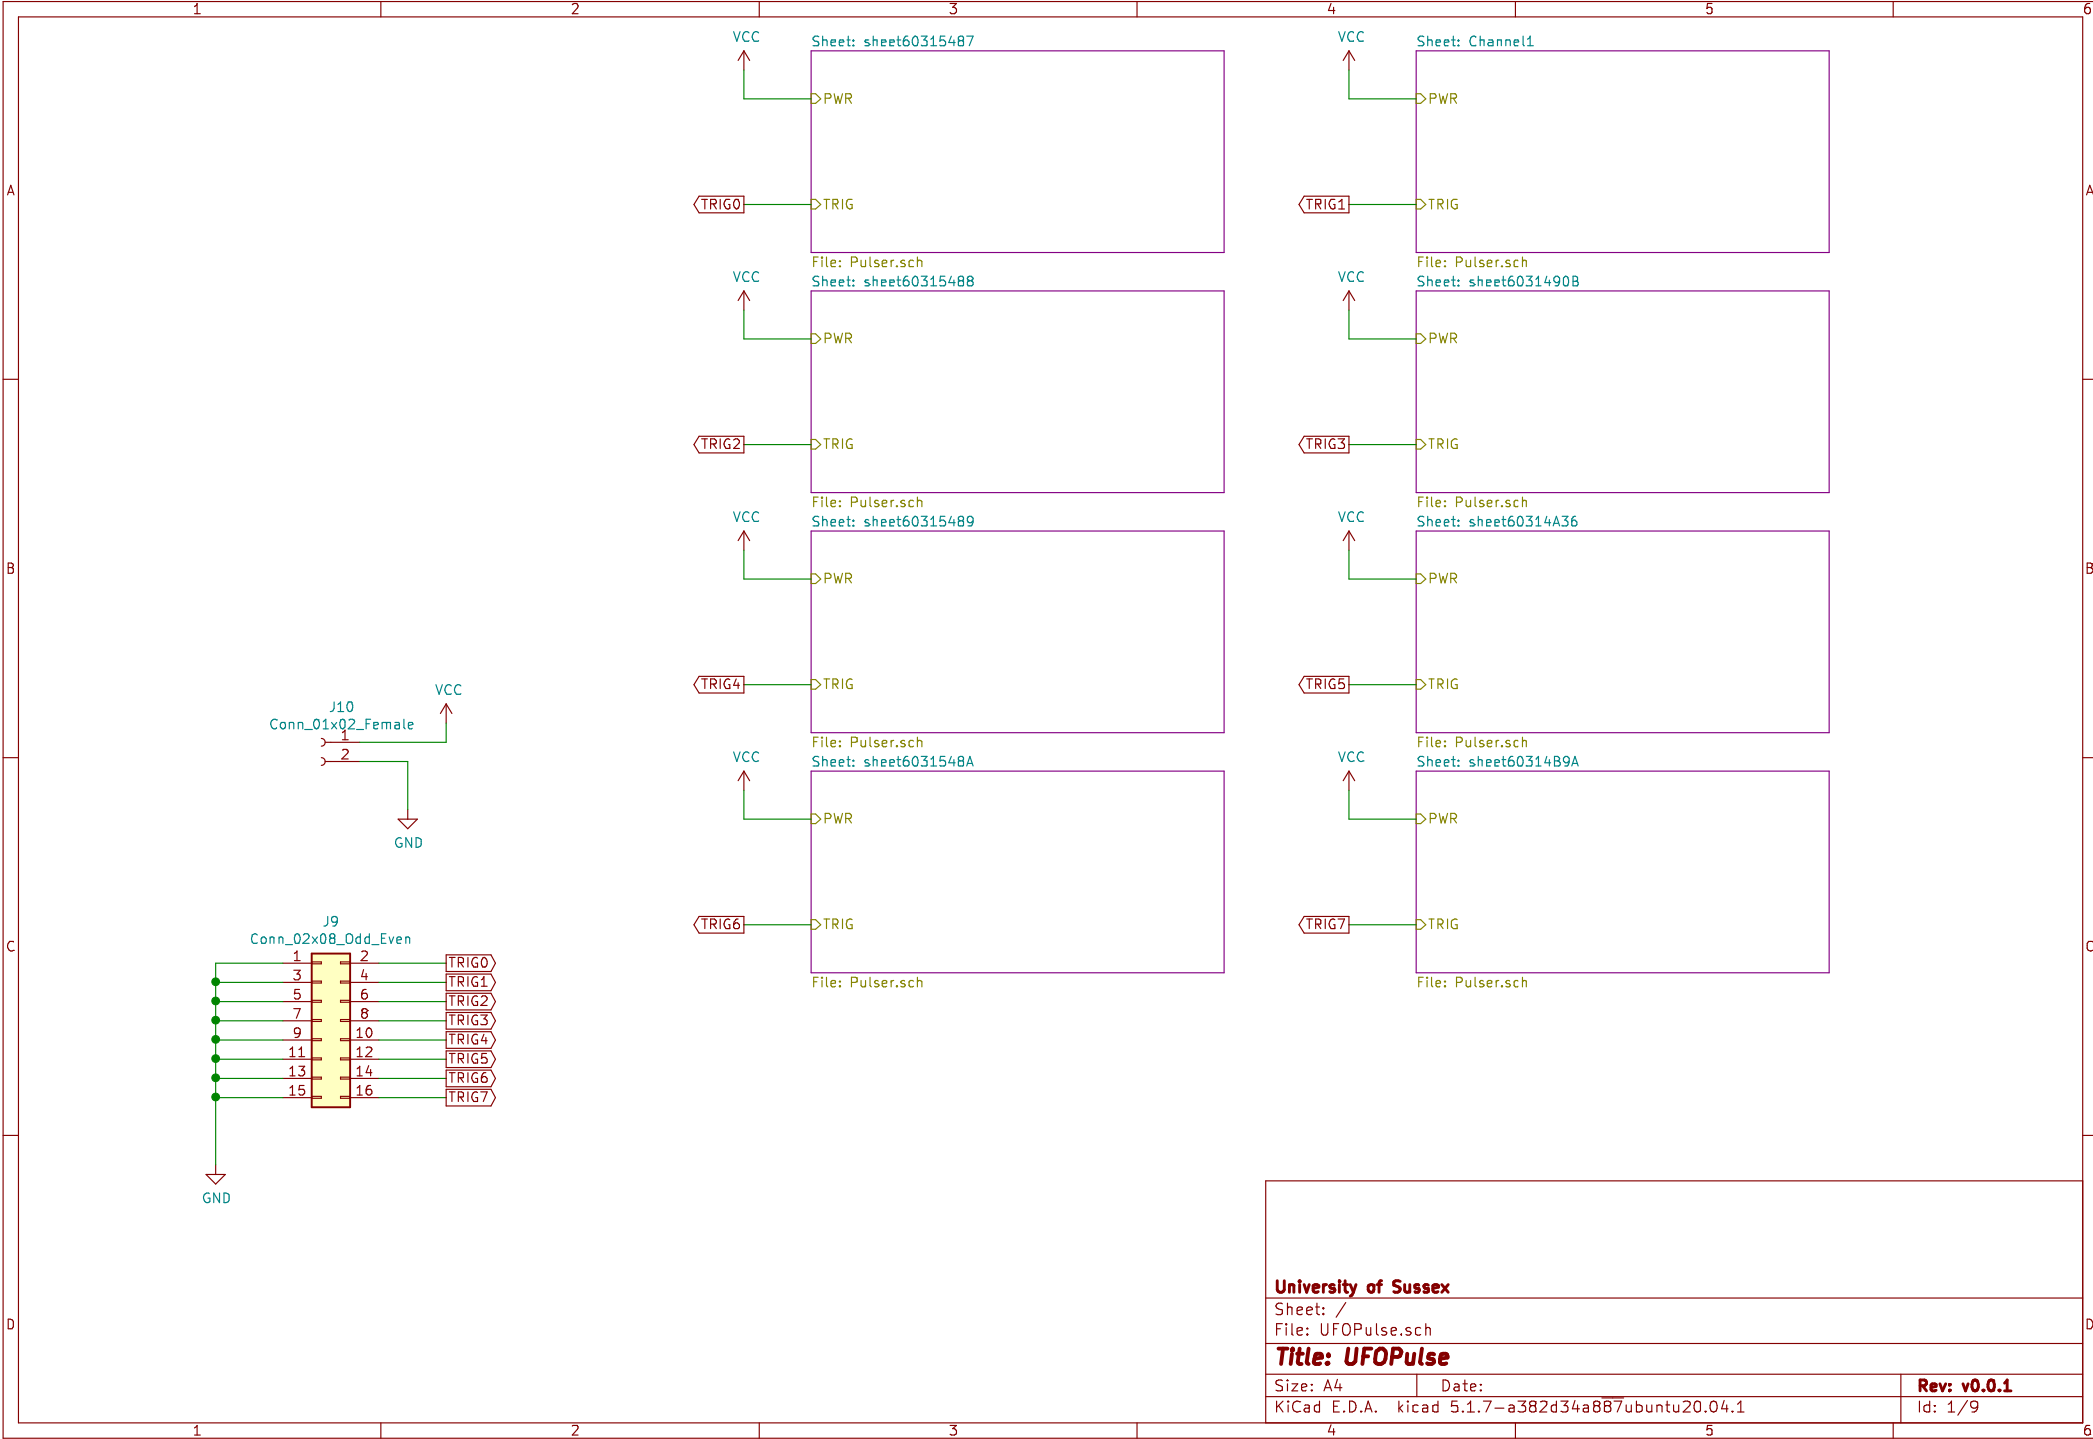 1 2 3 4 5 6
VCC Sheet: sheet60315487 VCC Sheet: Channel1
PWR PWR
A TRIG0 TRIG TRIG1 TRIG A
File: Pulser.sch File: Pulser.sch
VCC Sheet: sheet60315488 VCC Sheet: sheet6031490B
PWR PWR
TRIG2 TRIG TRIG3 TRIG
File: Pulser.sch File: Pulser.sch
VCC Sheet: sheet60315489 VCC Sheet: sheet60314A36
B PWR PWR B
TRIG4 TRIG TRIG5 TRIG
File: Pulser.sch File: Pulser.sch
VCC Sheet: sheet6031548A VCC Sheet: sheet60314B9A
PWR PWR
TRIG6 TRIG TRIG7 TRIG
File: Pulser.sch File: Pulser.sch
VCC
J10
Conn_01x02_Female
1
2
GND
J9
C Conn_02x08_Odd_Even C
1 2 TRIG0
3 4 TRIG1
5 6 TRIG2
7 8 TRIG3
9 10 TRIG4
11 12 TRIG5
13 14 TRIG6
15 16 TRIG7
GND
University of Sussex
Sheet: /
D File: UFOPulse.sch D
Title: UFOPulse
Size: A4 Date: Rev: v0.0.1
KiCad E.D.A. kicad 5.1.7-a382d34a887ubuntu20.04.1 Id: 1/9
1 2 3 4 5 6